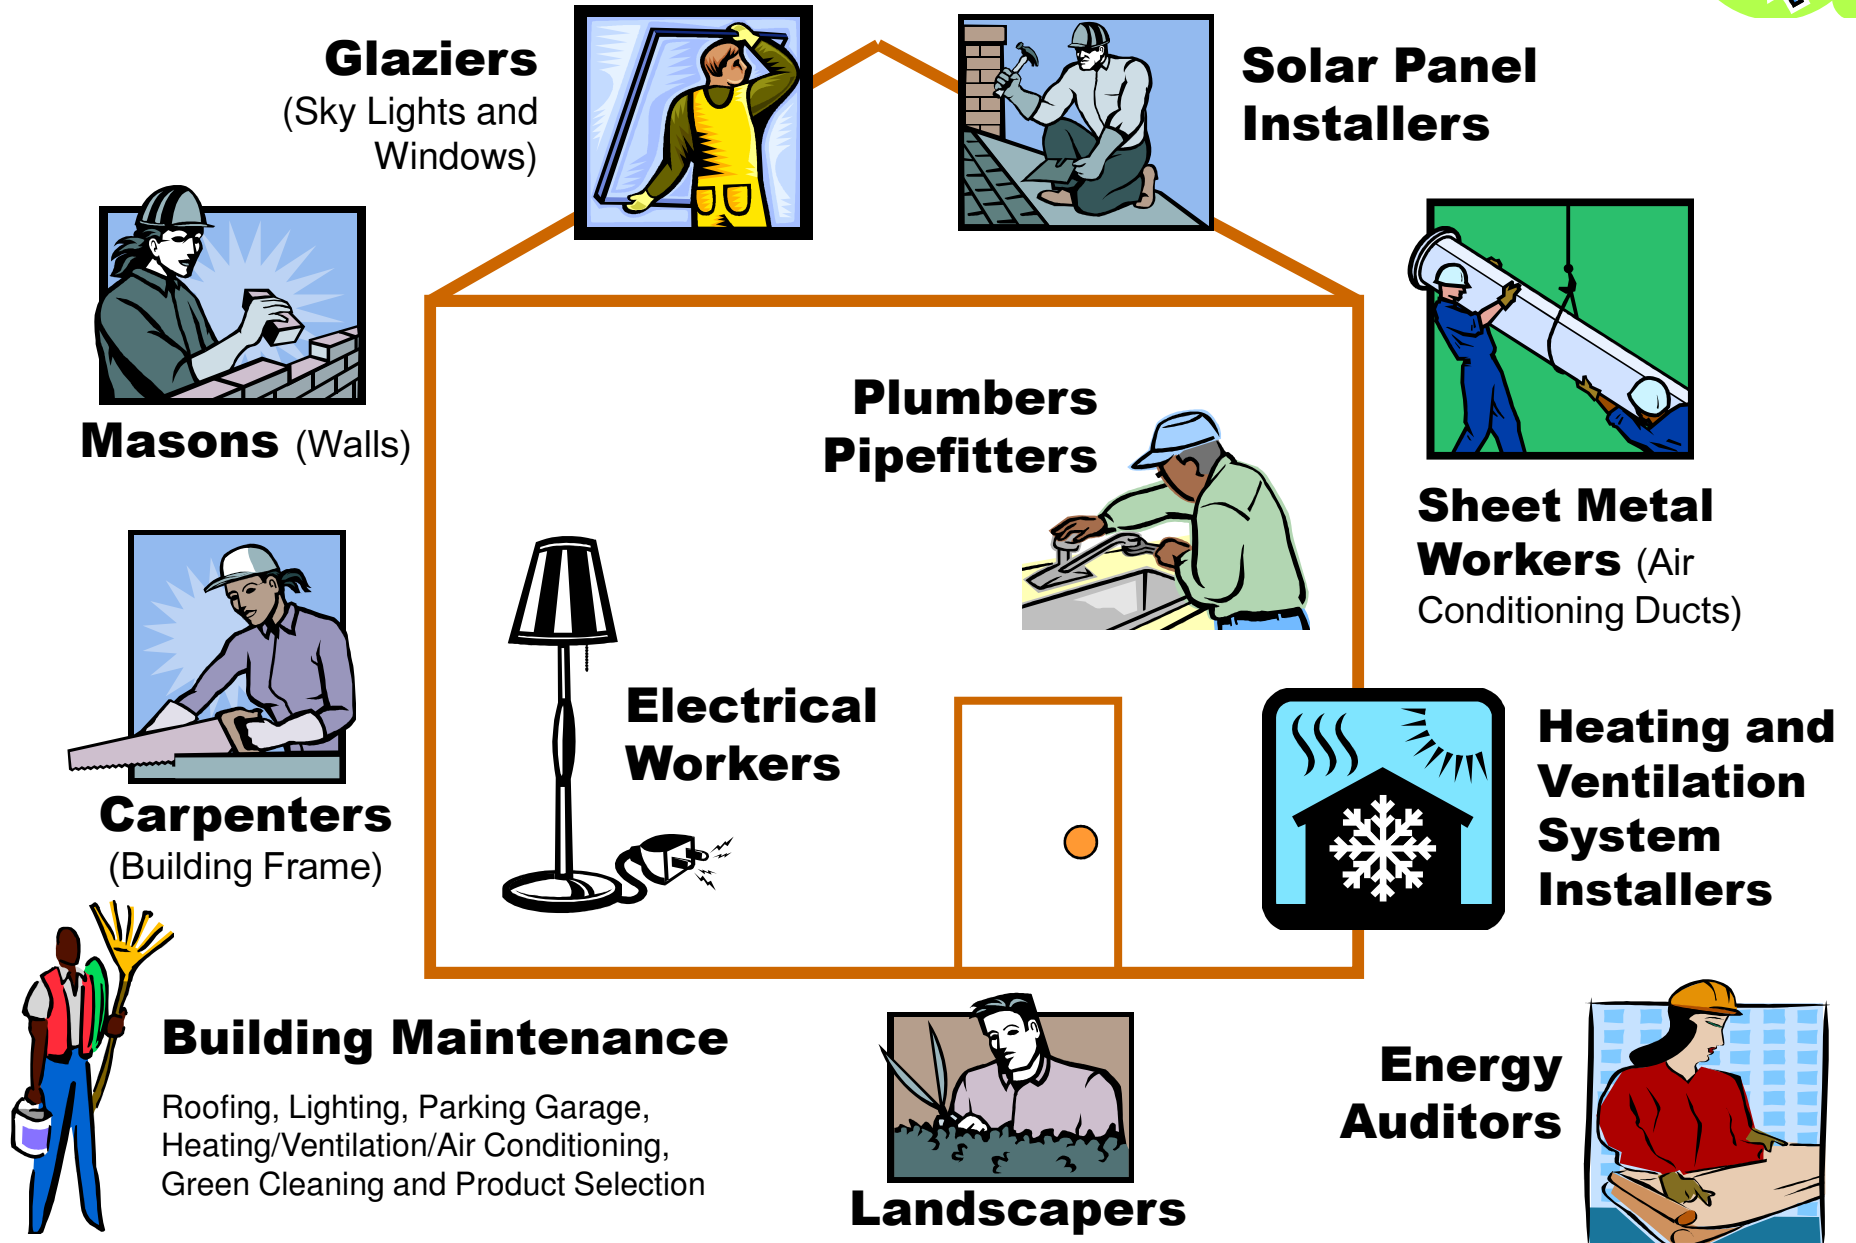 Glaziers
(Sky Lights and
Windows)
Solar Panel
Installers
Masons (Walls)
Plumbers
Pipefitters
Sheet Metal
Workers (Air
Conditioning Ducts)
Carpenters
(Building Frame)
Electrical
Workers
Heating and
Ventilation
System
Installers
Building Maintenance
Roofing, Lighting, Parking Garage,
Heating/Ventilation/Air Conditioning,
Green Cleaning and Product Selection
Landscapers
Energy
Auditors